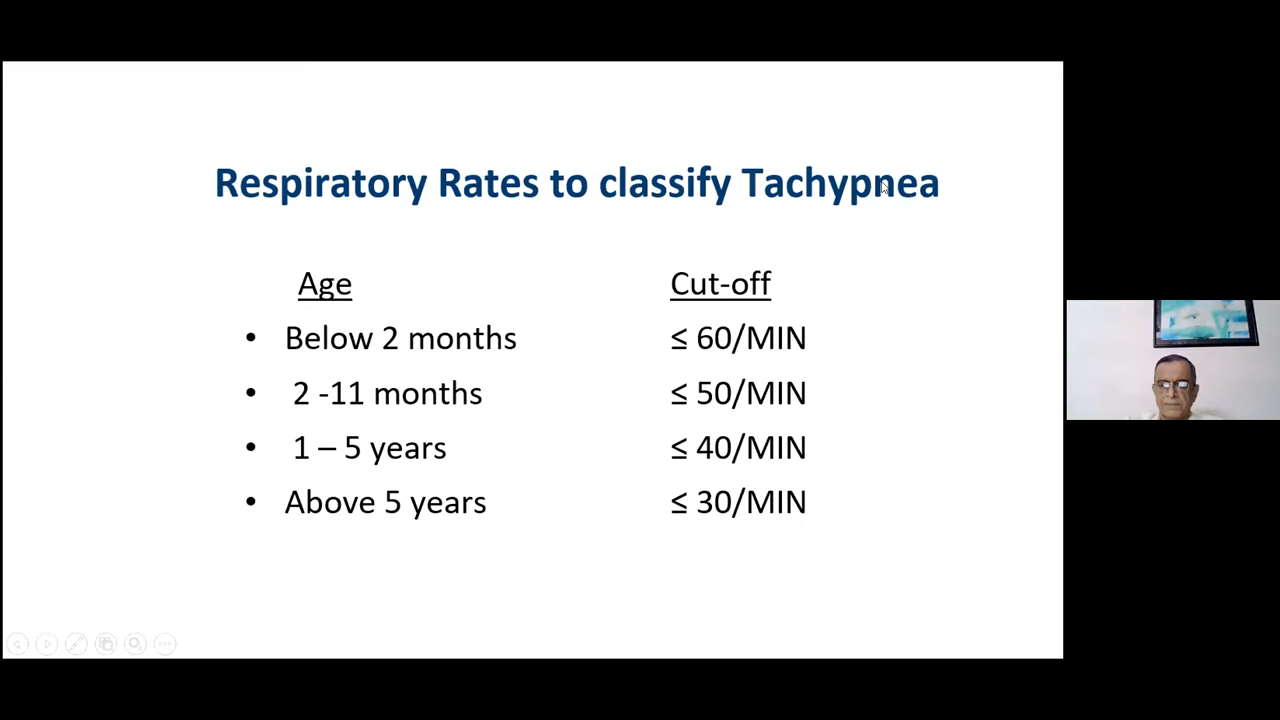 Respiratory Rates to classify Tachypnea
Age Cut-off
• Below 2 months ≤ 60/MIN
• 2 -11 months ≤ 50/MIN
• 1 – 5 years ≤ 40/MIN
• Above 5 years ≤ 30/MIN